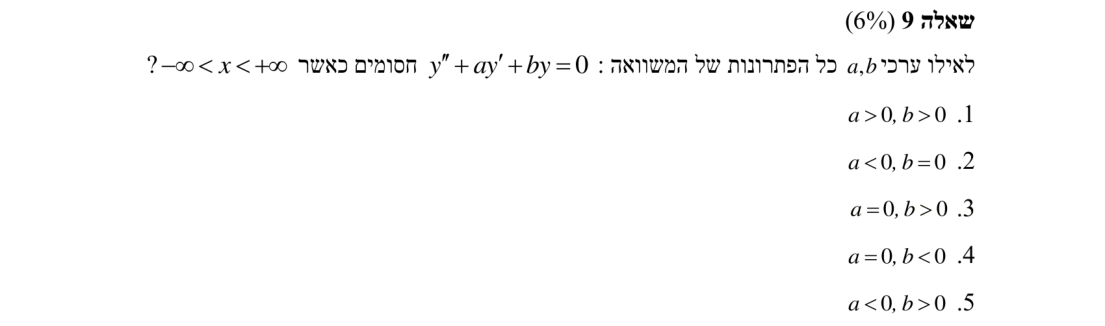 שאלה 9 (6%)
לאילו ערכי a,b כל הפתרונות של המשוואה : y″ + ay′ + by = 0 חסומים כאשר −∞ < x < +∞ ?
1. a > 0, b > 0
2. a < 0, b = 0
3. a = 0, b > 0
4. a = 0, b < 0
5. a < 0, b > 0